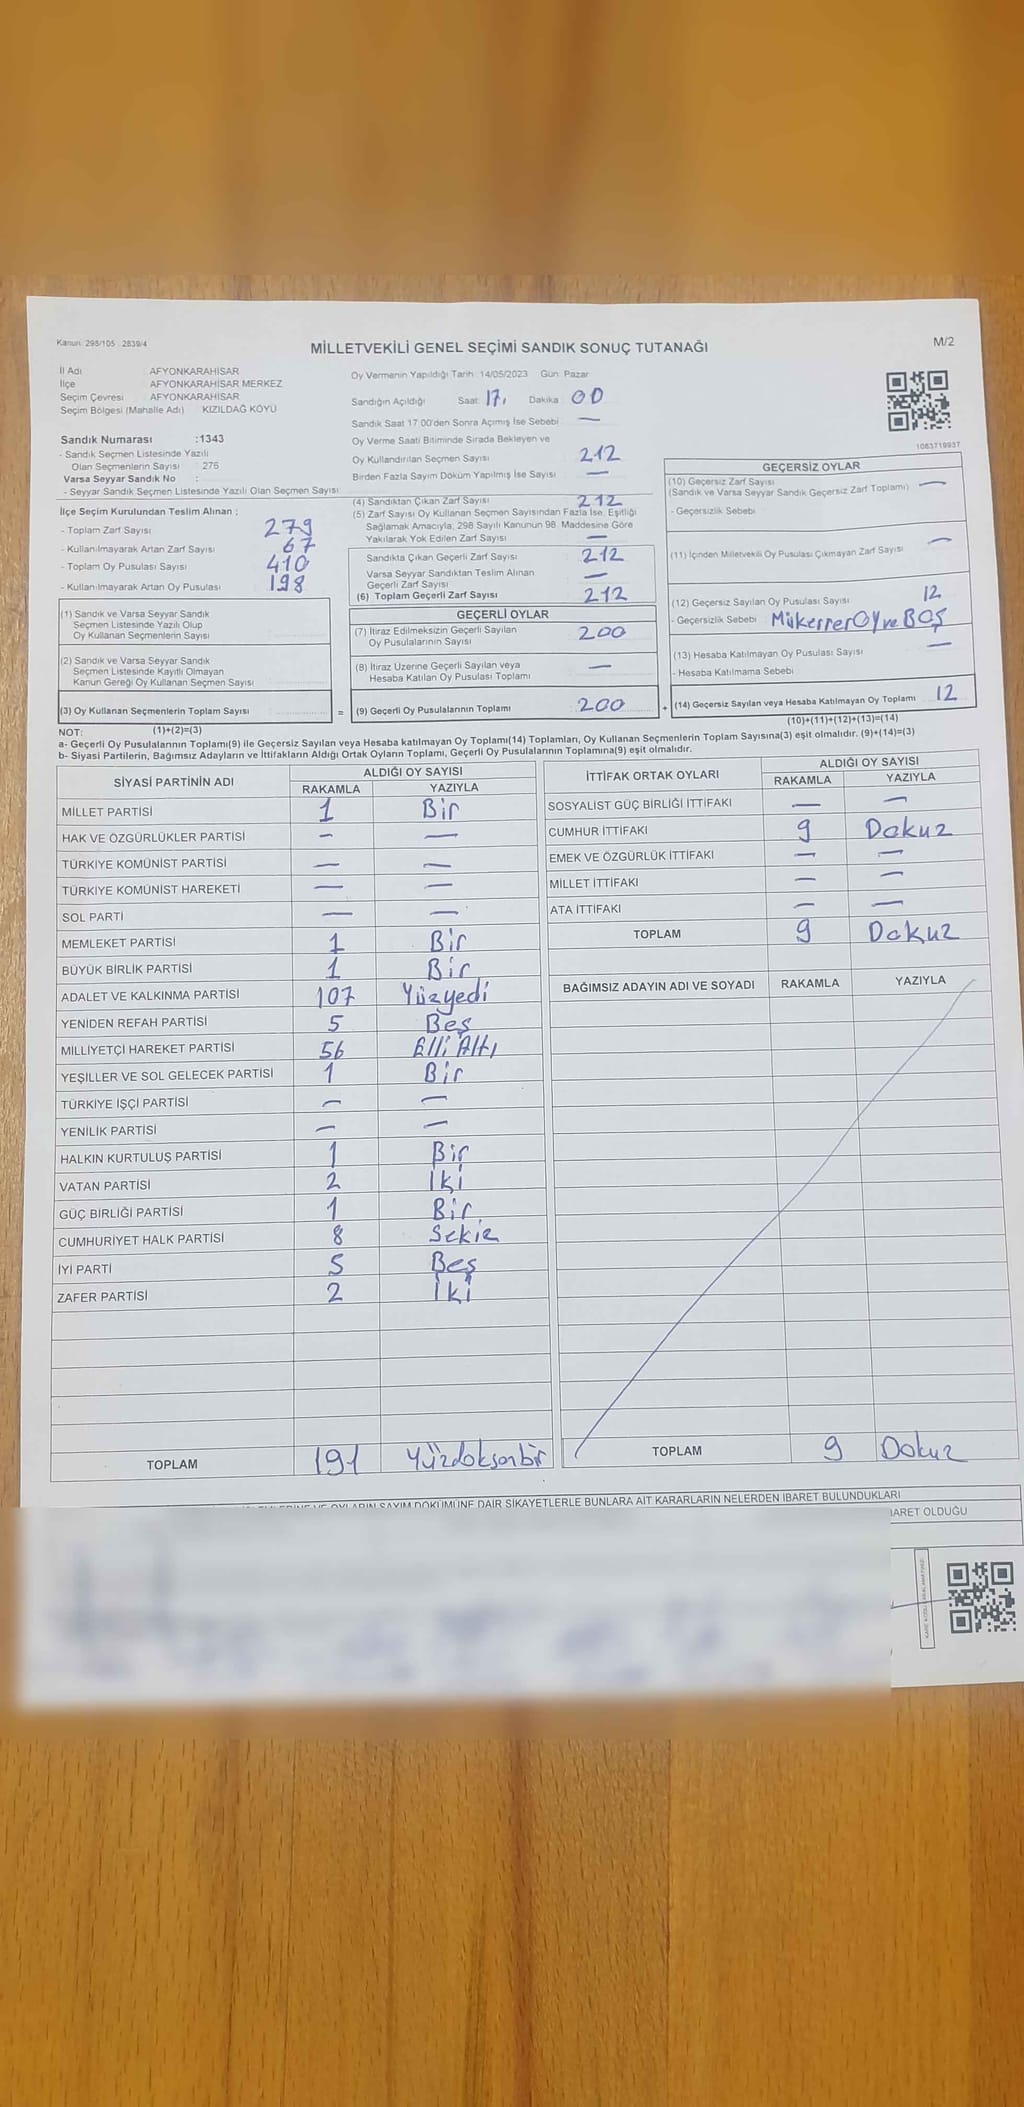 Kanun: 298/105 : 2839/4
MİLLETVEKİLİ GENEL SEÇİMİ SANDIK SONUÇ TUTANAĞI
M/2
İl Adı AFYONKARAHİSAR
İlçe AFYONKARAHİSAR MERKEZ
Seçim Çevresi : AFYONKARAHİSAR
Seçim Bölgesi (Mahalle Adı) KIZILDAĞ KÖYÜ
Sandık Numarası :1343
- Sandık Seçmen Listesinde Yazılı
Olan Seçmenlerin Sayısı : 276
Varsa Seyyar Sandık No :
- Seyyar Sandık Seçmen Listesinde Yazılı Olan Seçmen Sayısı
İlçe Seçim Kurulundan Teslim Alınan ;
- Toplam Zarf Sayısı 279
- Kullanılmayarak Artan Zarf Sayısı 67
- Toplam Oy Pusulası Sayısı 410
- Kullanılmayarak Artan Oy Pusulası 198
Oy Vermenin Yapıldığı Tarih: 14/05/2023 Gün: Pazar
Sandığın Açıldığı Saat: 17, Dakika: 00
Sandık Saat 17.00'den Sonra Açımış İse Sebebi : —
Oy Verme Saati Bitiminde Sırada Bekleyen ve
Oy Kullandırılan Seçmen Sayısı 212
Birden Fazla Sayım Döküm Yapılmış İse Sayısı —
(4) Sandıktan Çıkan Zarf Sayısı 212
(5) Zarf Sayısı Oy Kullanan Seçmen Sayısından Fazla İse, Eşitliği
Sağlamak Amacıyla, 298 Sayılı Kanunun 98. Maddesine Göre
Yakılarak Yok Edilen Zarf Sayısı —
Sandıkta Çıkan Geçerli Zarf Sayısı 212
Varsa Seyyar Sandıktan Teslim Alınan
Geçerli Zarf Sayısı —
(6) Toplam Geçerli Zarf Sayısı 212
1083719937
GEÇERSİZ OYLAR
(10) Geçersiz Zarf Sayısı
(Sandık ve Varsa Seyyar Sandık Geçersiz Zarf Toplamı) —
- Geçersizlik Sebebi
(11) İçinden Milletvekili Oy Pusulası Çıkmayan Zarf Sayısı —
(12) Geçersiz Sayılan Oy Pusulası Sayısı 12
- Geçersizlik Sebebi Mükerrer Oy ve BOŞ
(13) Hesaba Katılmayan Oy Pusulası Sayısı —
- Hesaba Katılmama Sebebi
(1) Sandık ve Varsa Seyyar Sandık
Seçmen Listesinde Yazılı Olup
Oy Kullanan Seçmenlerin Sayısı
(2) Sandık ve Varsa Seyyar Sandık
Seçmen Listesinde Kayıtlı Olmayan
Kanun Gereği Oy Kullanan Seçmen Sayısı
GEÇERLİ OYLAR
(7) İtiraz Edilmeksizin Geçerli Sayılan
Oy Pusulalarının Sayısı 200
(8) İtiraz Üzerine Geçerli Sayılan veya
Hesaba Katılan Oy Pusulası Toplamı —
(3) Oy Kullanan Seçmenlerin Toplam Sayısı = (9) Geçerli Oy Pusulalarının Toplamı 200 + (14) Geçersiz Sayılan veya Hesaba Katılmayan Oy Toplamı 12
NOT: (1)+(2)=(3) (10)+(11)+(12)+(13)=(14)
a- Geçerli Oy Pusulalarının Toplamı(9) ile Geçersiz Sayılan veya Hesaba katılmayan Oy Toplamı(14) Toplamları, Oy Kullanan Seçmenlerin Toplam Sayısına(3) eşit olmalıdır. (9)+(14)=(3)
b- Siyasi Partilerin, Bağımsız Adayların ve İttifakların Aldığı Ortak Oyların Toplamı, Geçerli Oy Pusulalarının Toplamına(9) eşit olmalıdır.
SİYASİ PARTİNİN ADI ALDIĞI OY SAYISI
RAKAMLA YAZIYLA
MİLLET PARTİSİ 1 Bir
HAK VE ÖZGÜRLÜKLER PARTİSİ — —
TÜRKİYE KOMÜNİST PARTİSİ — —
TÜRKİYE KOMÜNİST HAREKETİ — —
SOL PARTİ — —
MEMLEKET PARTİSİ 1 Bir
BÜYÜK BİRLİK PARTİSİ 1 Bir
ADALET VE KALKINMA PARTİSİ 107 Yüzyedi
YENİDEN REFAH PARTİSİ 5 Beş
MİLLİYETÇİ HAREKET PARTİSİ 56 Elli Altı
YEŞİLLER VE SOL GELECEK PARTİSİ 1 Bir
TÜRKİYE İŞÇİ PARTİSİ — —
YENİLİK PARTİSİ — —
HALKIN KURTULUŞ PARTİSİ 1 Bir
VATAN PARTİSİ 2 İki
GÜÇ BİRLİĞİ PARTİSİ 1 Bir
CUMHURİYET HALK PARTİSİ 8 Sekiz
İYİ PARTİ 5 Beş
ZAFER PARTİSİ 2 İki
TOPLAM 191 Yüzdoksanbir
İTTİFAK ORTAK OYLARI ALDIĞI OY SAYISI
RAKAMLA YAZIYLA
SOSYALİST GÜÇ BİRLİĞİ İTTİFAKI — —
CUMHUR İTTİFAKI 9 Dokuz
EMEK VE ÖZGÜRLÜK İTTİFAKI — —
MİLLET İTTİFAKI — —
ATA İTTİFAKI — —
TOPLAM 9 Dokuz
BAĞIMSIZ ADAYIN ADI VE SOYADI RAKAMLA YAZIYLA
TOPLAM 9 Dokuz
VE OYLARIN SAYIM DÖKÜMÜNE DAİR ŞİKAYETLERLE BUNLARA AİT KARARLARIN NELERDEN İBARET BULUNDUKLARI
OLDUĞU